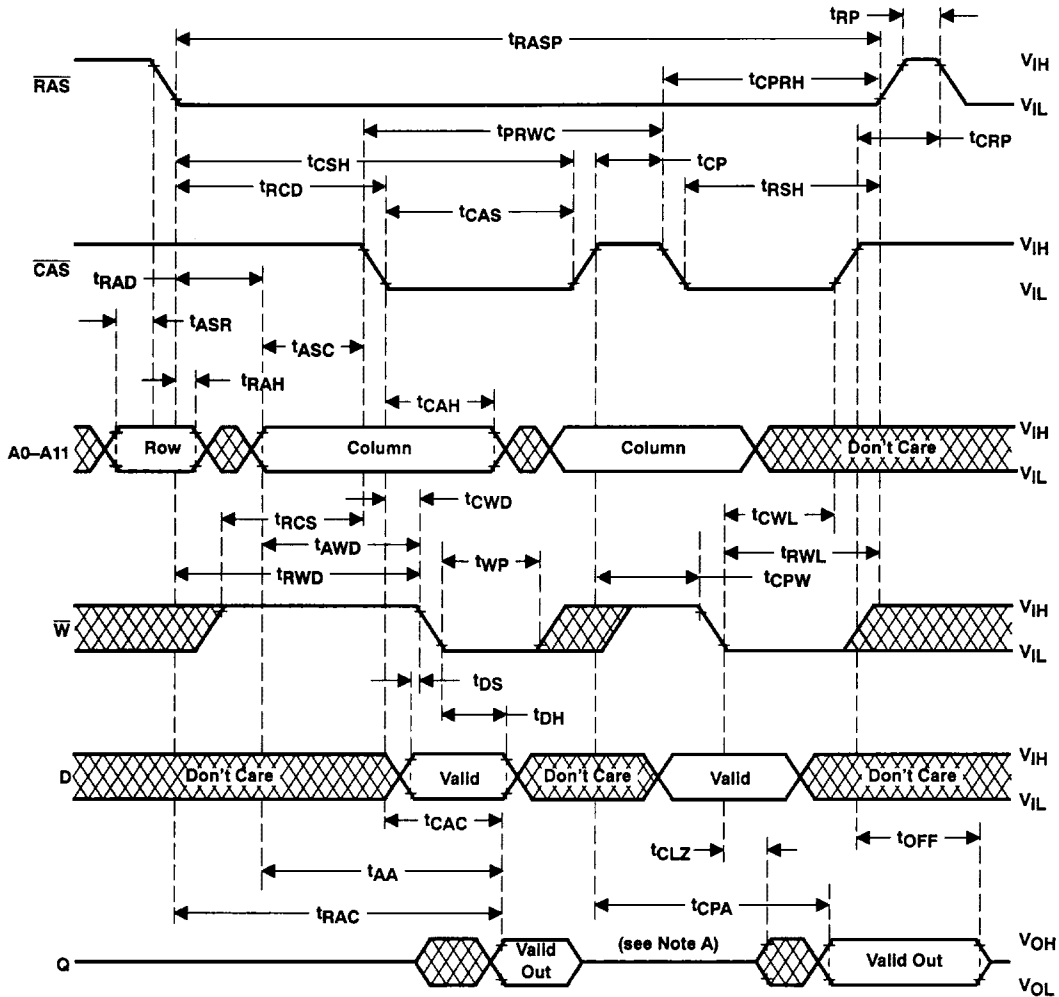 tRP
tRASP
VIH
RAS
tCPRH
VIL
tPRWC
tCRP
tCSH
tCP
tRCD
tRSH
tCAS
VIH
CAS
tRAD
VIL
tASR
tASC
tRAH
tCAH
VIH
A0–A11
Row
Column
Column
Don't Care
VIL
tCWD
tRCS
tCWL
tAWD
tRWL
tRWD
tWP
tCPW
VIH
W
VIL
tDS
tDH
VIH
D
Don't Care
Valid
Don't Care
Valid
Don't Care
VIL
tCAC
tOFF
tCLZ
tAA
tCPA
tRAC
VOH
Q
Valid
Out
(see Note A)
Valid Out
VOL